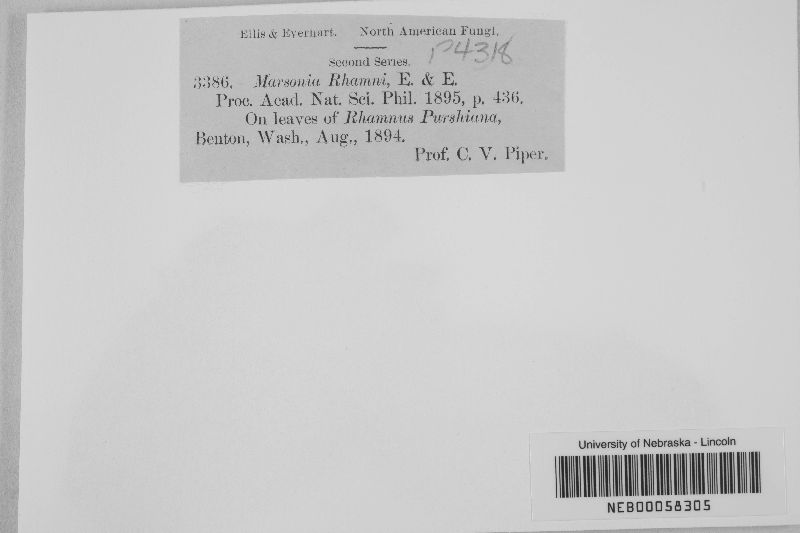 Ellis & Everhart. North American Fungi.
P4318
Second Series.
3386. Marsonia Rhamni, E. & E.
Proc. Acad. Nat. Sci. Phil. 1895, p. 436.
On leaves of Rhamnus Purshiana,
Benton, Wash., Aug., 1894.
Prof. C. V. Piper.
University of Nebraska - Lincoln
NEB00058305